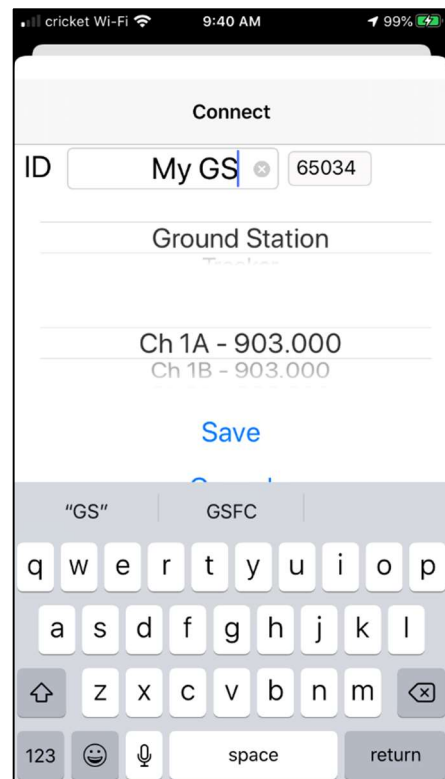 cricket Wi-Fi 9:40 AM 99%
Connect
ID My GS 65034
Ground Station
Tracker
Ch 1A - 903.000
Ch 1B - 903.000
Save
"GS" GSFC
q w e r t y u i o p
a s d f g h j k l
z x c v b n m
123 space return